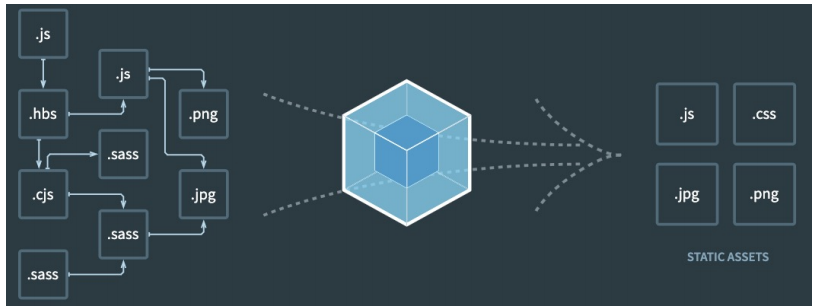 .js
.js
.hbs
.png
.sass
.cjs
.jpg
.sass
.sass
.js
.css
.jpg
.png
STATIC ASSETS